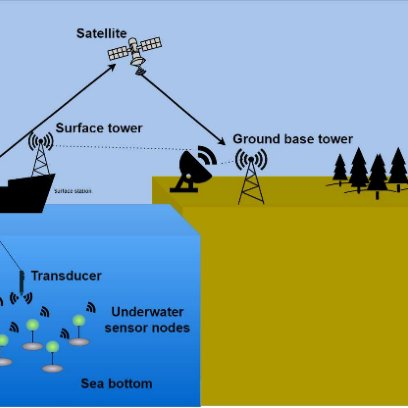 Satellite
Surface tower
Ground base tower
Surface station
Transducer
Underwater
sensor nodes
Sea bottom